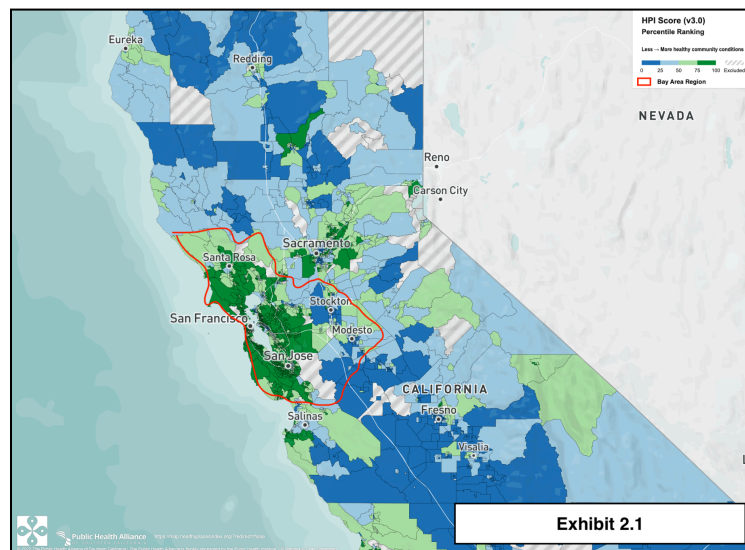 HPI Score (v3.0)
Percentile Ranking
Less → More healthy community conditions
0 25 50 75 100 Excluded
Bay Area Region
Eureka
Redding
NEVADA
Reno
Carson City
Sacramento
Santa Rosa
Stockton
San Francisco
Modesto
San Jose
CALIFORNIA
Salinas
Fresno
Visalia
L
Public Health Alliance
Exhibit 2.1